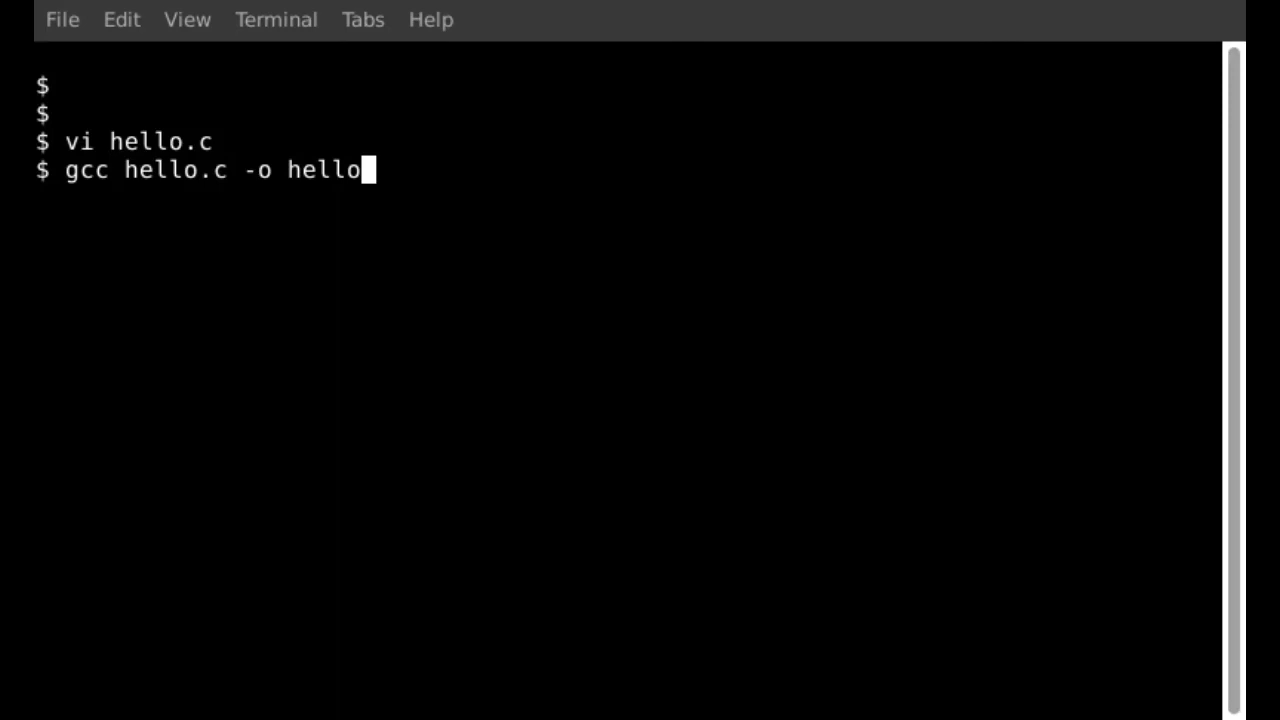 File Edit View Terminal Tabs Help
$
$
$ vi hello.c
$ gcc hello.c -o hello